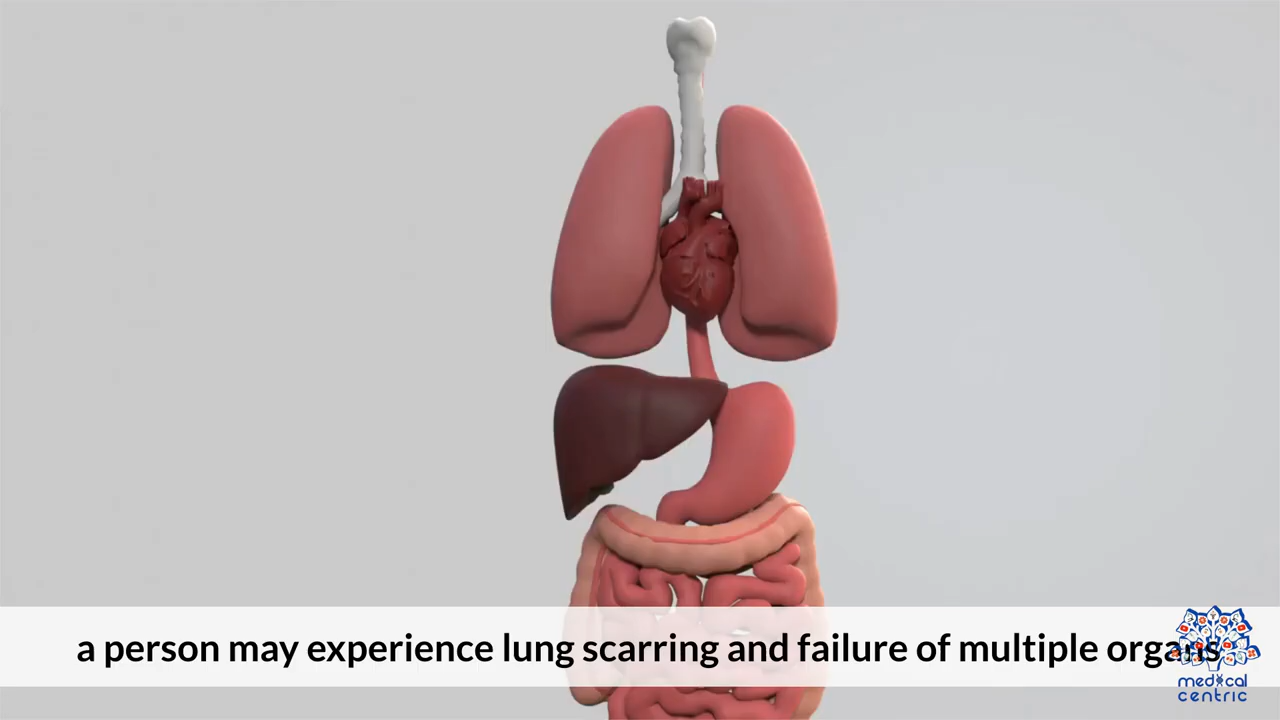 a person may experience lung scarring and failure of multiple organs
medical
centric